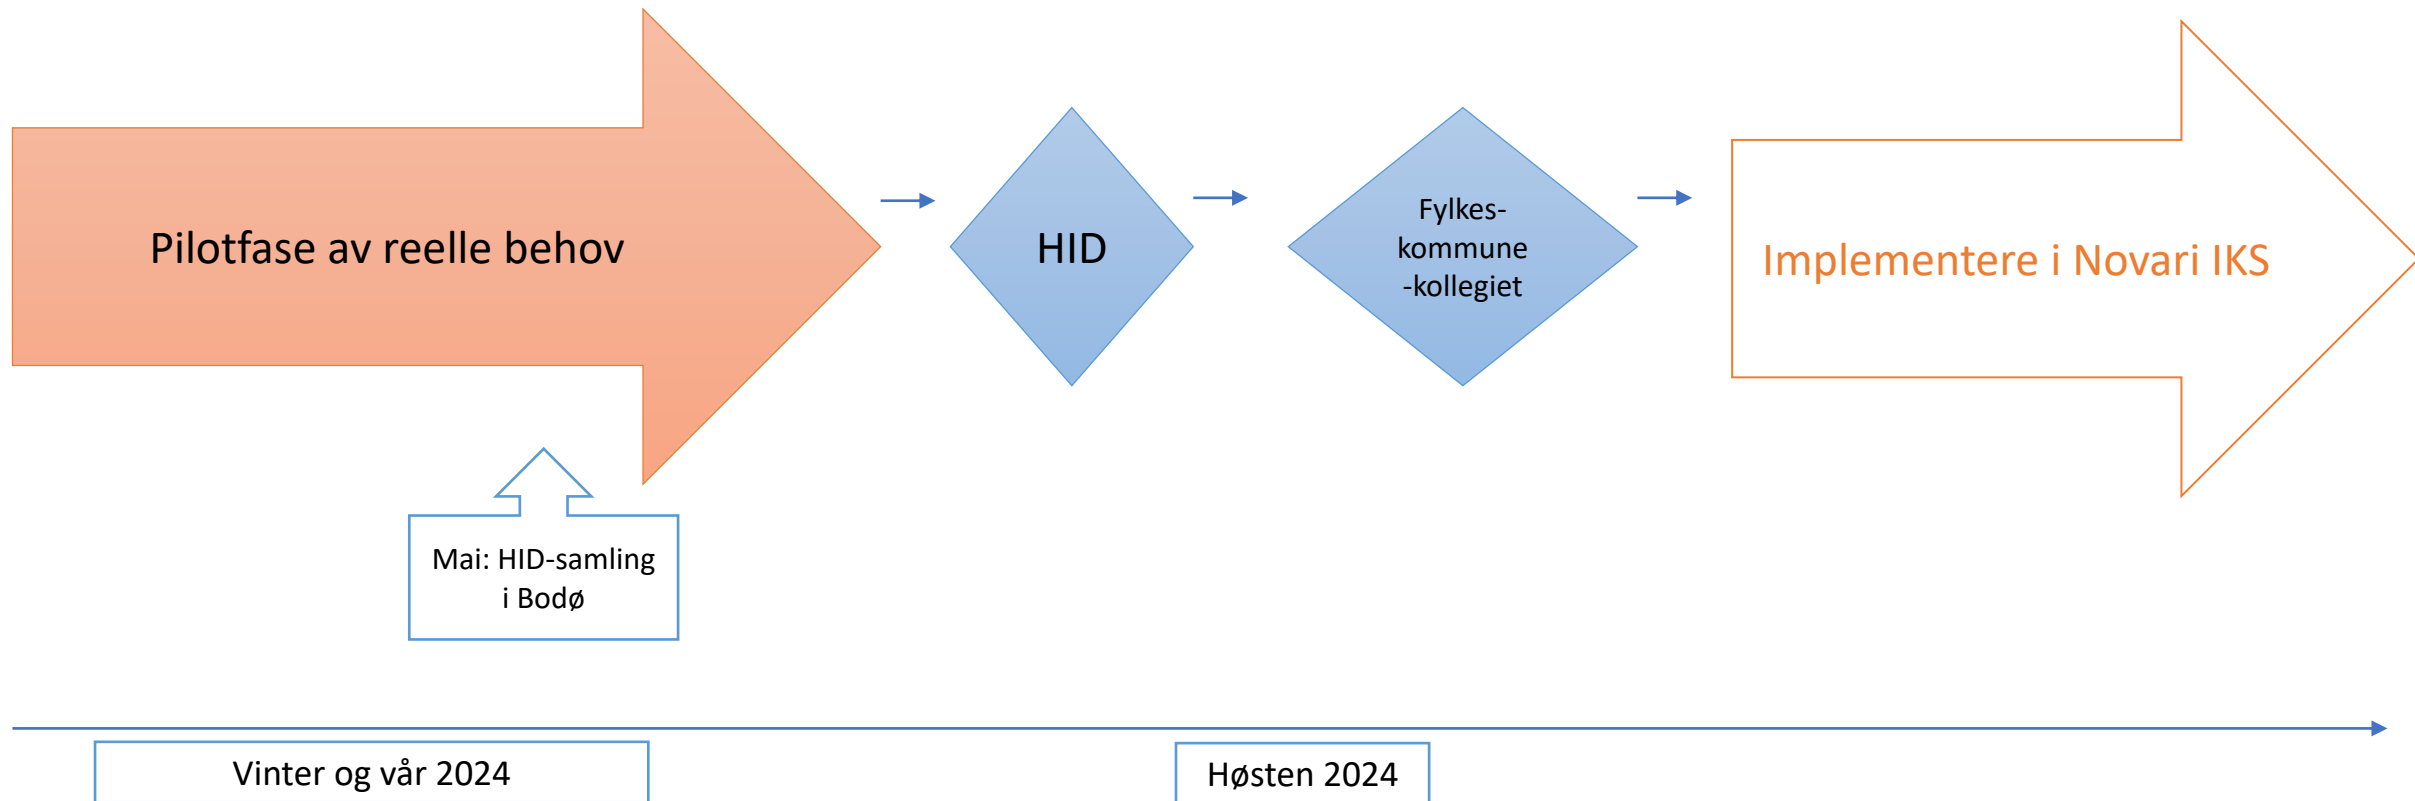 Pilotfase av reelle behov
HID
Fylkes-
kommune
-kollegiet
Implementere i Novari IKS
Mai: HID-samling
i Bodø
Vinter og vår 2024
Høsten 2024